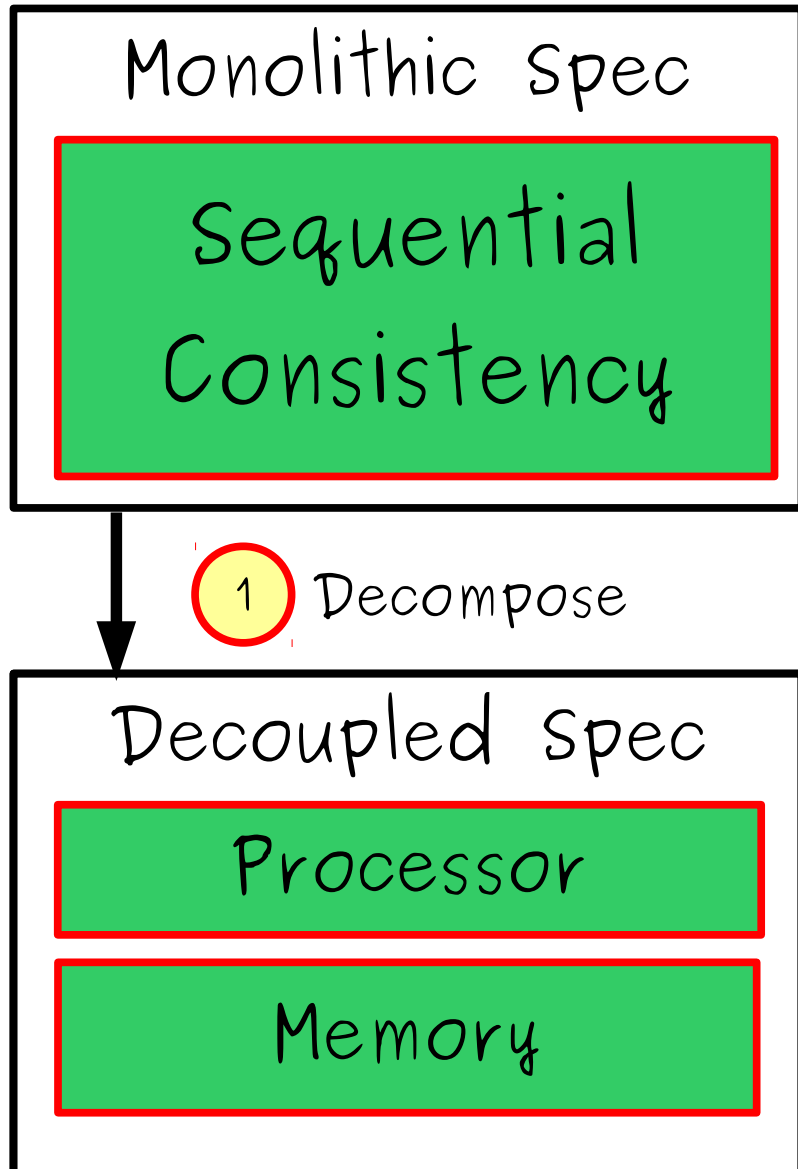 Monolithic Spec
Sequential
Consistency
1 Decompose
Decoupled Spec
Processor
Memory